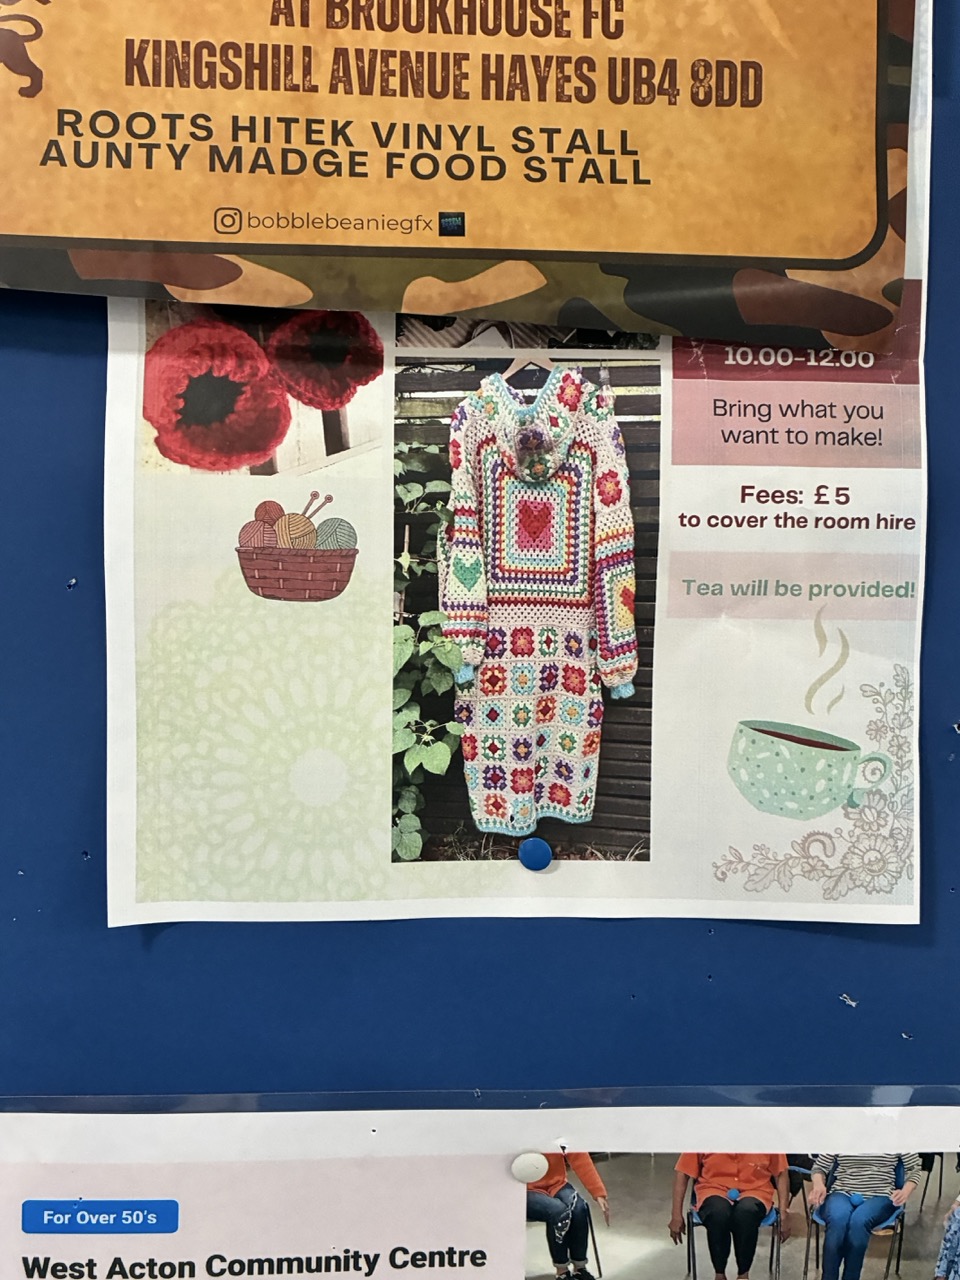 AT BROOKHOUSE FC
KINGSHILL AVENUE HAYES UB4 8DD
ROOTS HITEK VINYL STALL
AUNTY MADGE FOOD STALL
bobblebeaniegfx
10.00-12.00
Bring what you
want to make!
Fees: £5
to cover the room hire
Tea will be provided!
For Over 50's
West Acton Community Centre